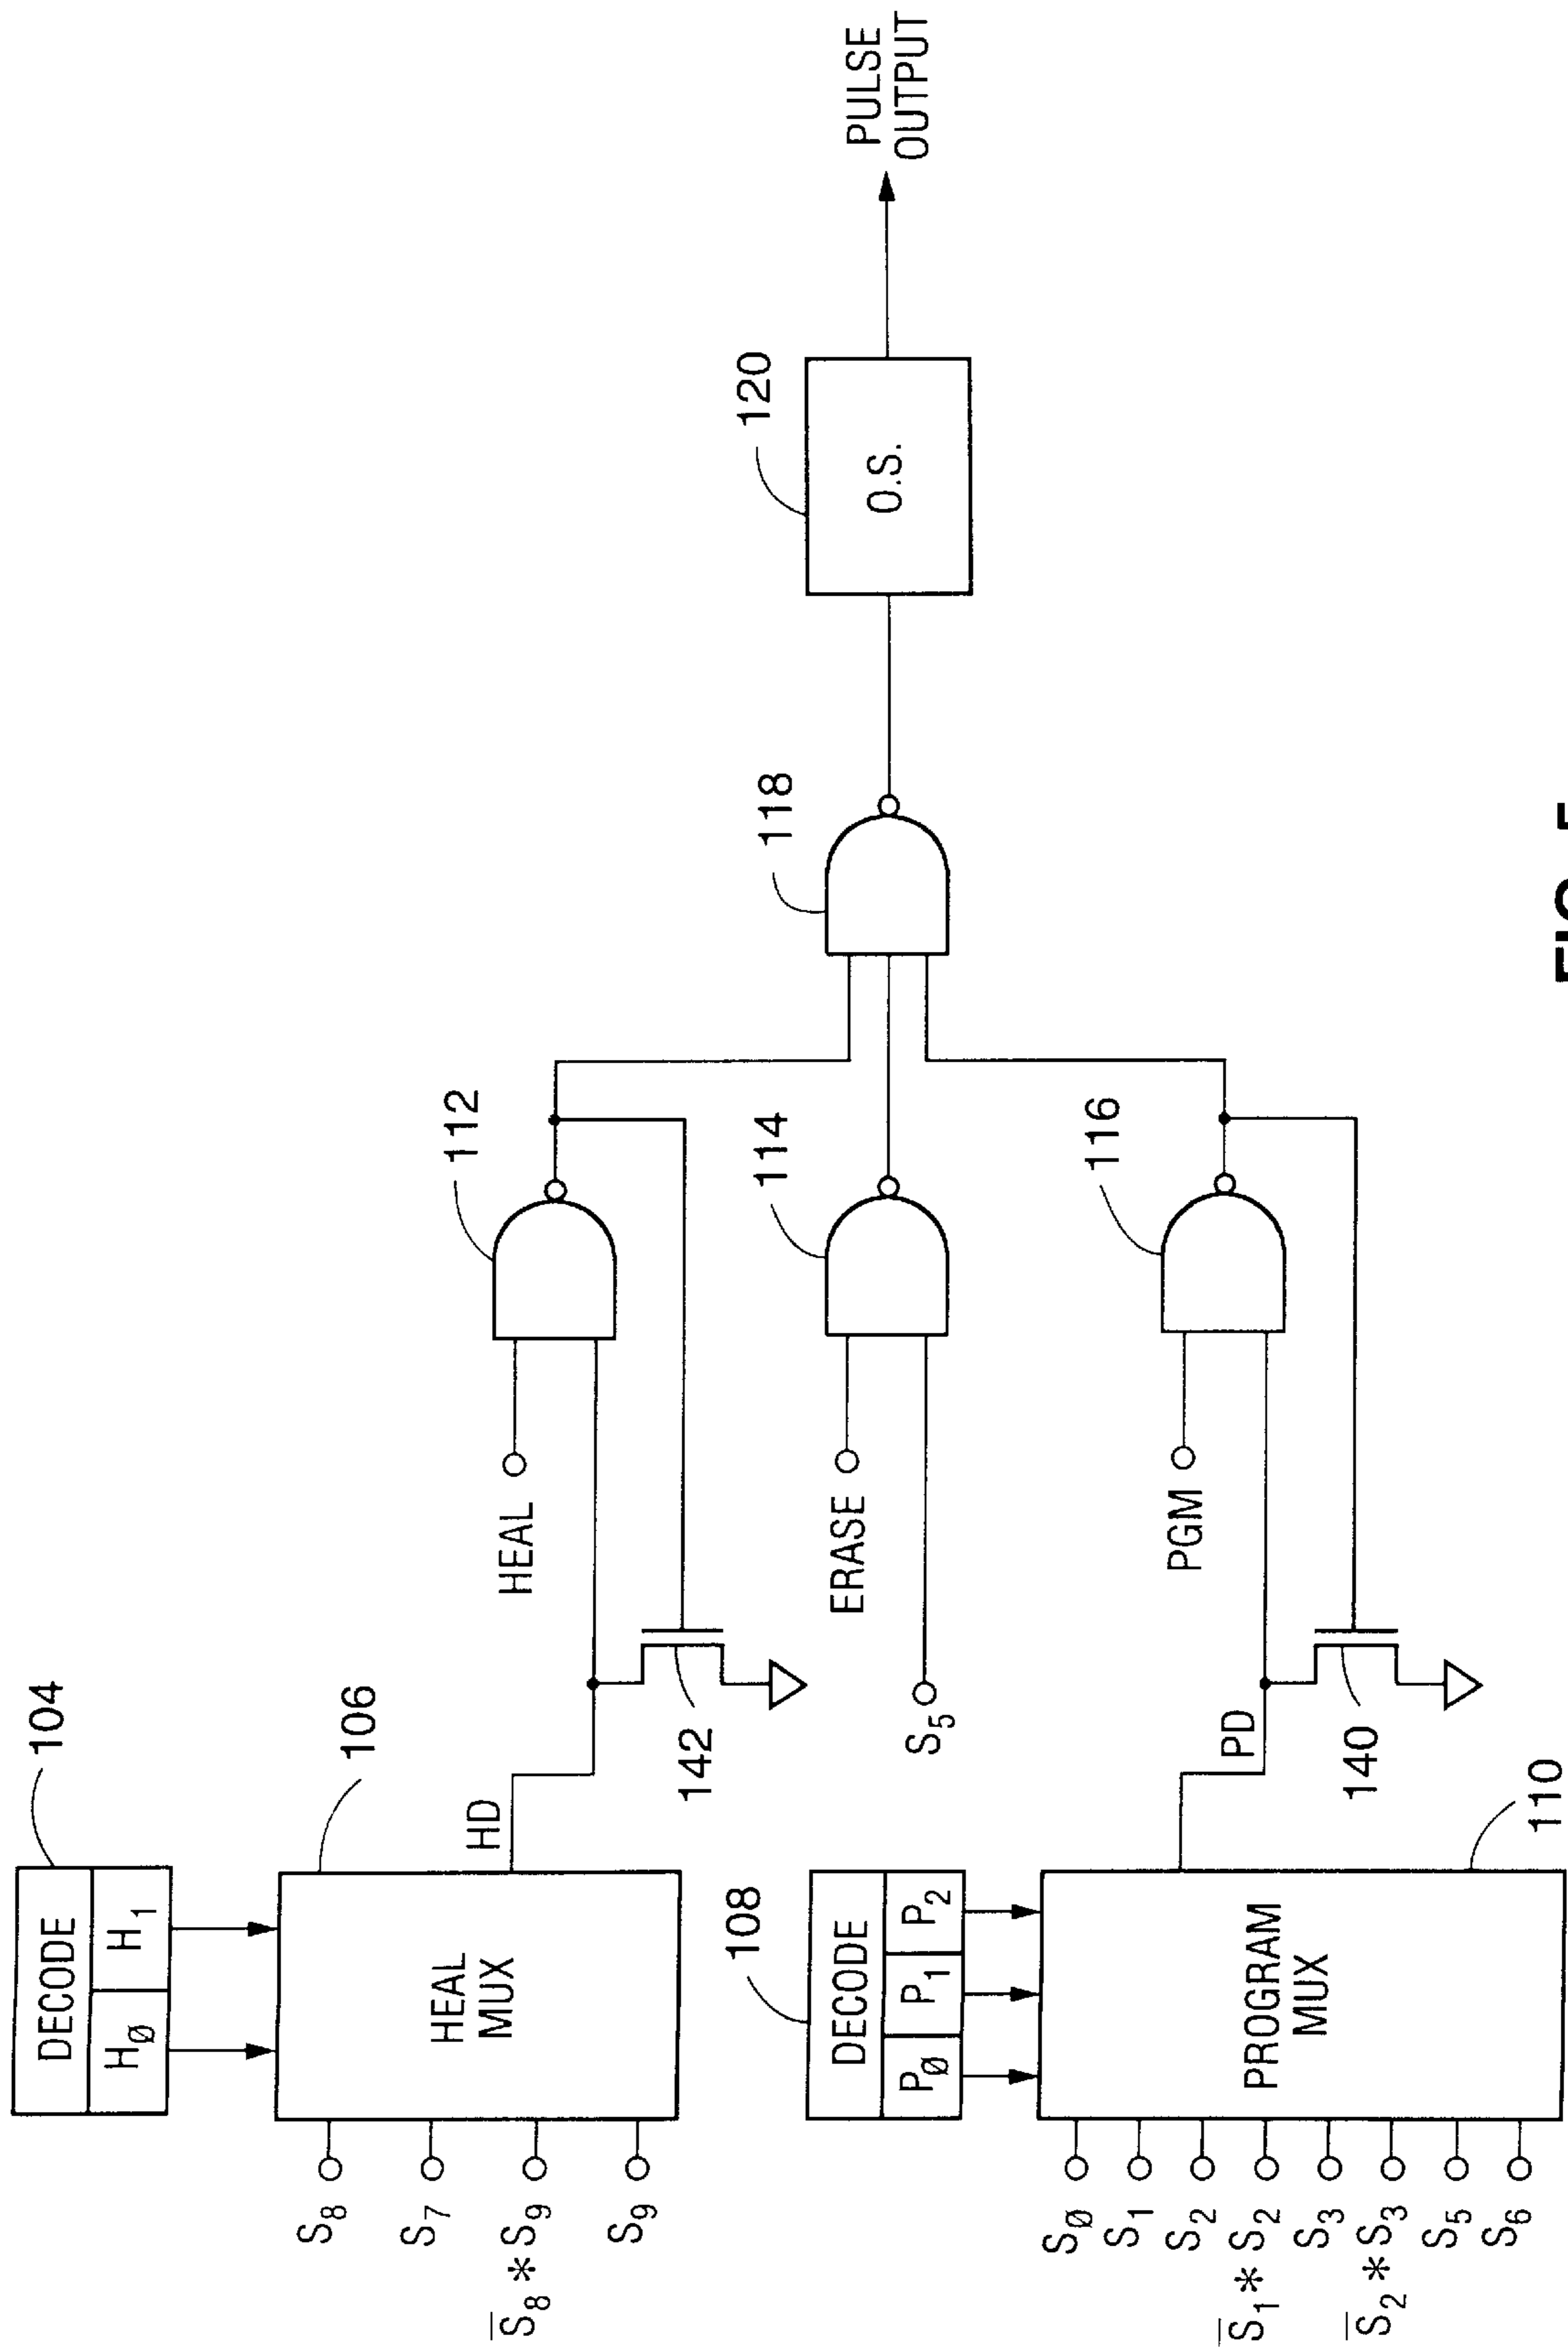 DECODE
Hø H1
104
HEAL
MUX
106
S8
S7
S̅8 * S9
S9
HD
142
HEAL
112
DECODE
Pø P1 P2
108
PROGRAM
MUX
110
Sø
S1
S2
S̅1 * S2
S3
S̅2 * S3
S5
S6
PD
140
ERASE
S5
114
PGM
116
118
O.S.
120
PULSE
OUTPUT